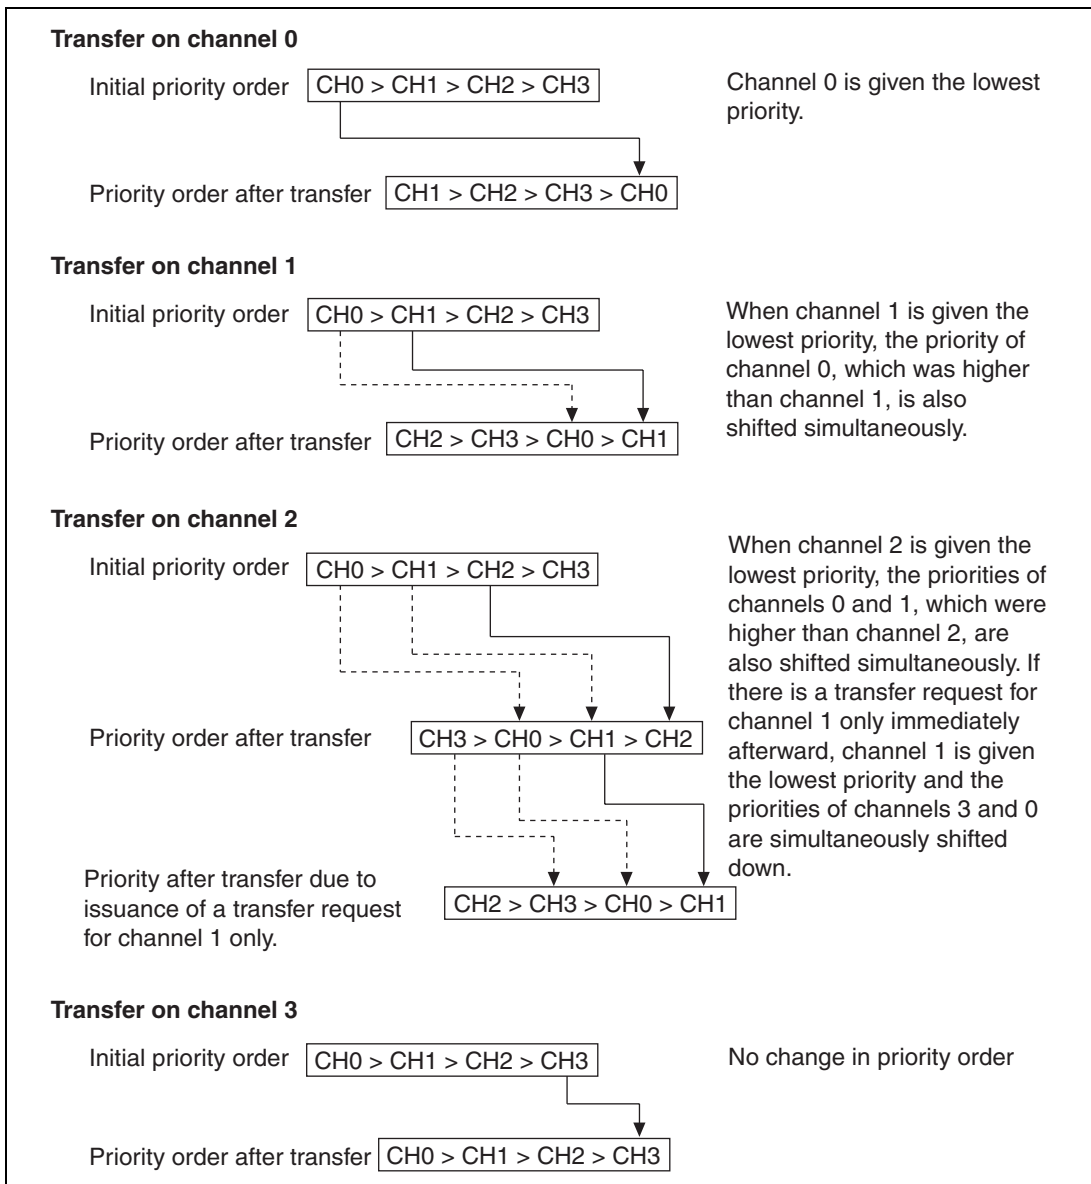 Transfer on channel 0
Initial priority order
CH0 > CH1 > CH2 > CH3
Channel 0 is given the lowest
priority.
Priority order after transfer
CH1 > CH2 > CH3 > CH0
Transfer on channel 1
Initial priority order
CH0 > CH1 > CH2 > CH3
When channel 1 is given the
lowest priority, the priority of
channel 0, which was higher
than channel 1, is also
shifted simultaneously.
Priority order after transfer
CH2 > CH3 > CH0 > CH1
Transfer on channel 2
Initial priority order
CH0 > CH1 > CH2 > CH3
When channel 2 is given the
lowest priority, the priorities of
channels 0 and 1, which were
higher than channel 2, are
also shifted simultaneously. If
there is a transfer request for
channel 1 only immediately
afterward, channel 1 is given
the lowest priority and the
priorities of channels 3 and 0
are simultaneously shifted
down.
Priority order after transfer
CH3 > CH0 > CH1 > CH2
Priority after transfer due to
issuance of a transfer request
for channel 1 only.
CH2 > CH3 > CH0 > CH1
Transfer on channel 3
Initial priority order
CH0 > CH1 > CH2 > CH3
No change in priority order
Priority order after transfer
CH0 > CH1 > CH2 > CH3